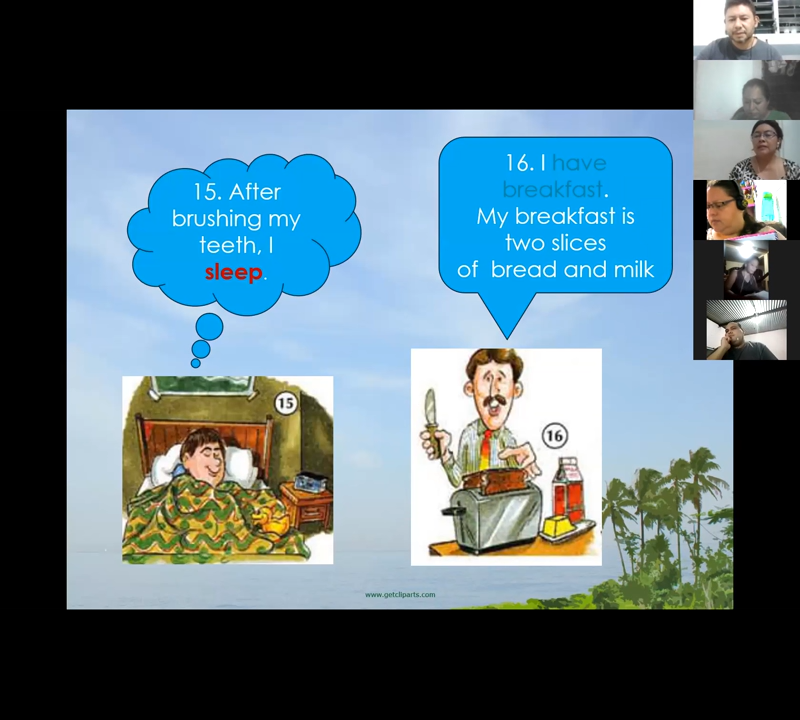 15. After
brushing my
teeth, I
sleep.
16. I have
breakfast.
My breakfast is
two slices
of bread and milk
15
16
www.getcliparts.com